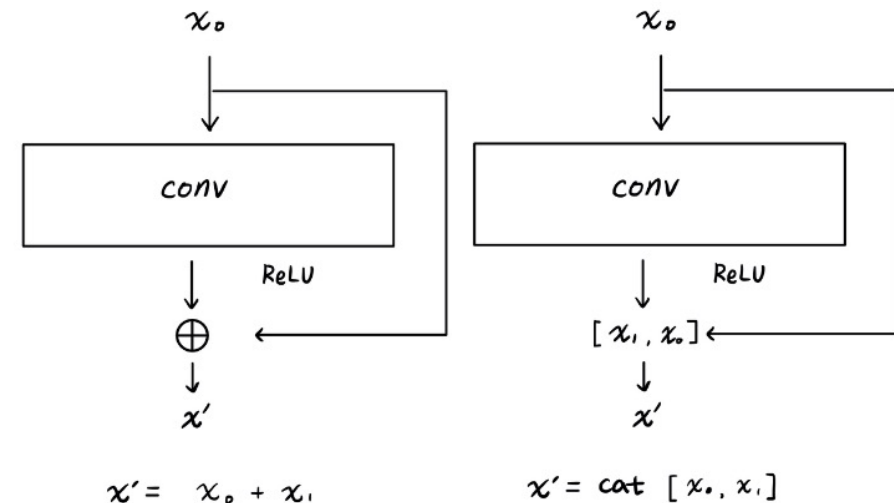 x₀
conv
ReLU
⊕
x′
x′ = x₀ + x₁
x₀
conv
ReLU
[x₁, x₀]
x′
x′ = cat [x₀, x₁]